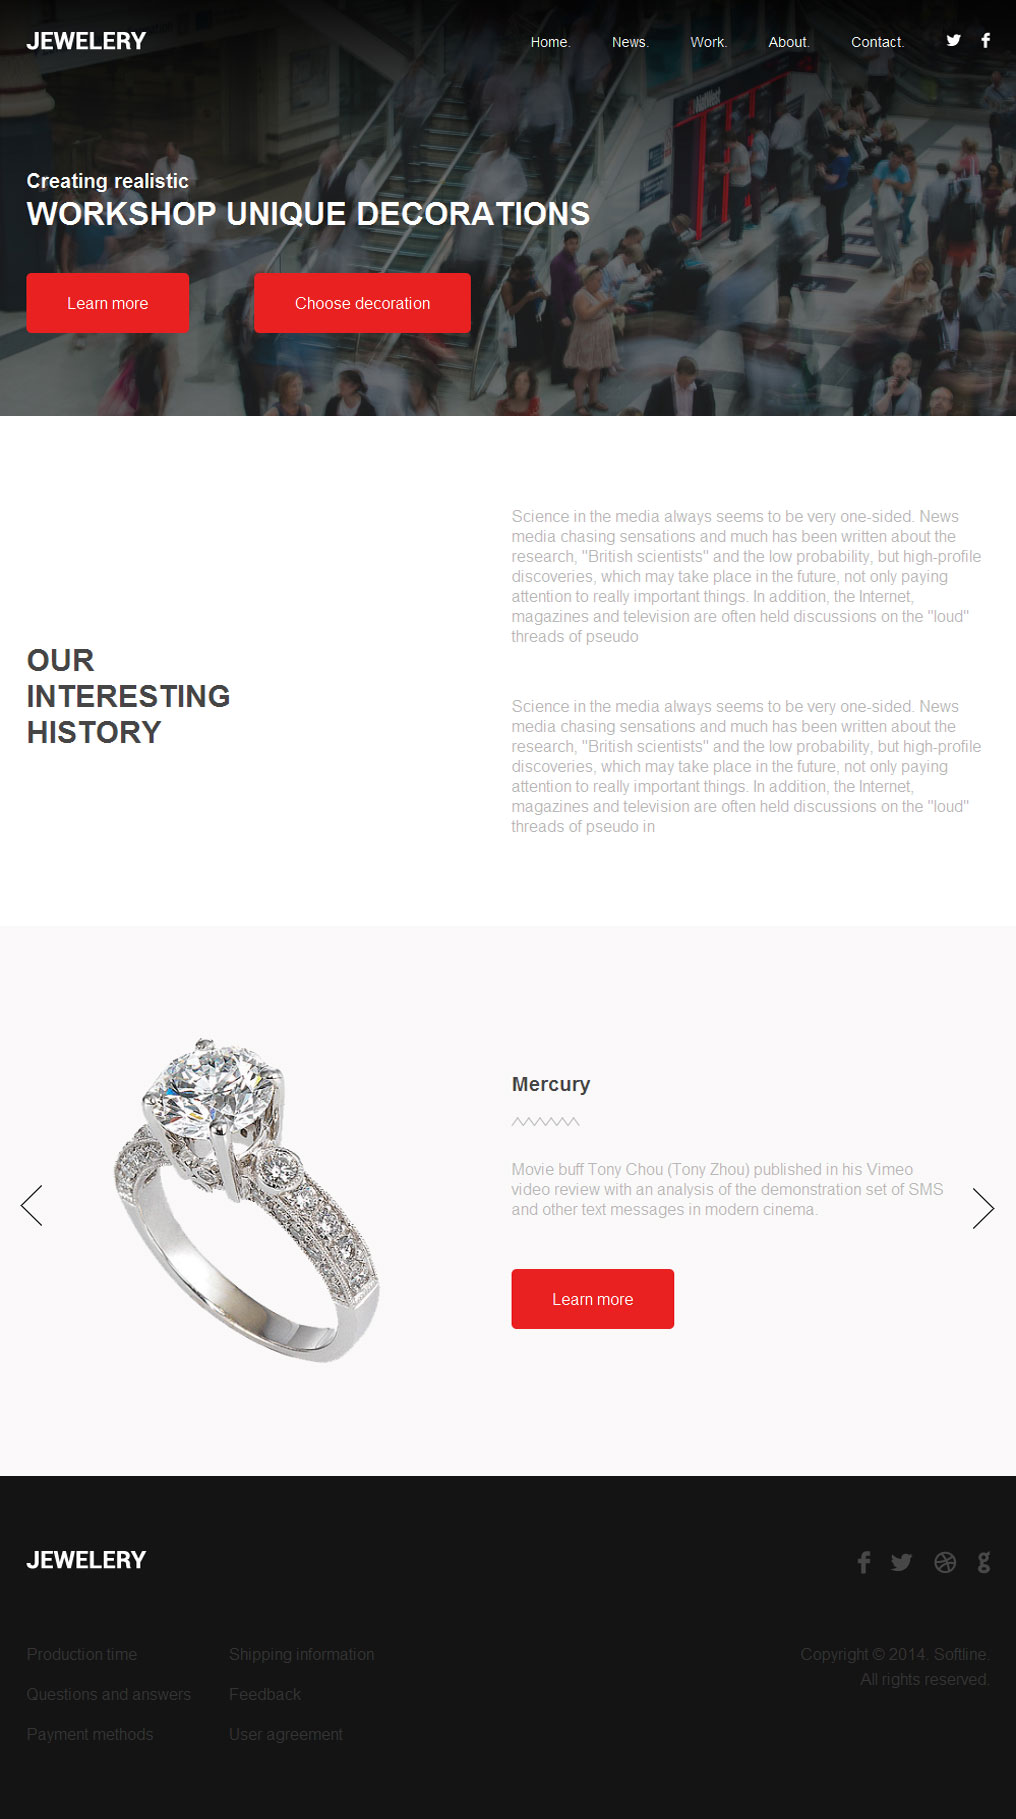 JEWELERY
Home.
News.
Work.
About.
Contact.
NatWest
Creating realistic
WORKSHOP UNIQUE DECORATIONS
Learn more
Choose decoration
OUR
INTERESTING
HISTORY
Science in the media always seems to be very one-sided. News
media chasing sensations and much has been written about the
research, "British scientists" and the low probability, but high-profile
discoveries, which may take place in the future, not only paying
attention to really important things. In addition, the Internet,
magazines and television are often held discussions on the "loud"
threads of pseudo
Science in the media always seems to be very one-sided. News
media chasing sensations and much has been written about the
research, "British scientists" and the low probability, but high-profile
discoveries, which may take place in the future, not only paying
attention to really important things. In addition, the Internet,
magazines and television are often held discussions on the "loud"
threads of pseudo in
Mercury
Movie buff Tony Chou (Tony Zhou) published in his Vimeo
video review with an analysis of the demonstration set of SMS
and other text messages in modern cinema.
Learn more
JEWELERY
Production time
Questions and answers
Payment methods
Shipping information
Feedback
User agreement
Copyright © 2014. Softline.
All rights reserved.